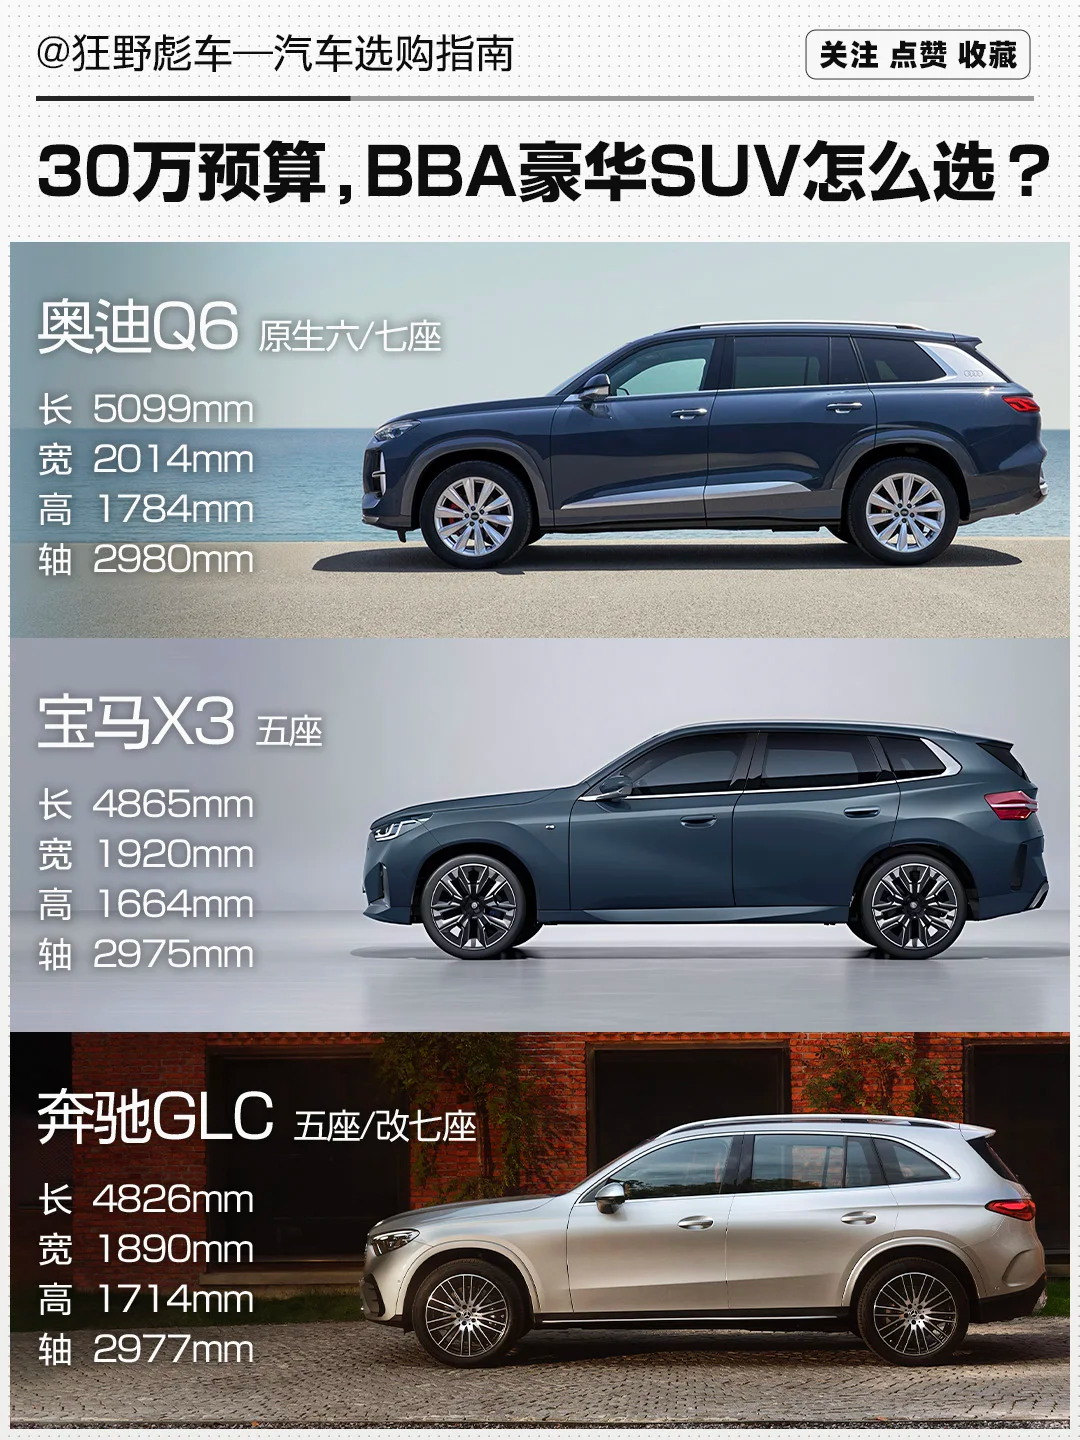 @狂野彪车—汽车选购指南
关注 点赞 收藏
30万预算，BBA豪华SUV怎么选？
奥迪Q6 原生六/七座
长 5099mm
宽 2014mm
高 1784mm
轴 2980mm
宝马X3 五座
长 4865mm
宽 1920mm
高 1664mm
轴 2975mm
奔驰GLC 五座/改七座
长 4826mm
宽 1890mm
高 1714mm
轴 2977mm